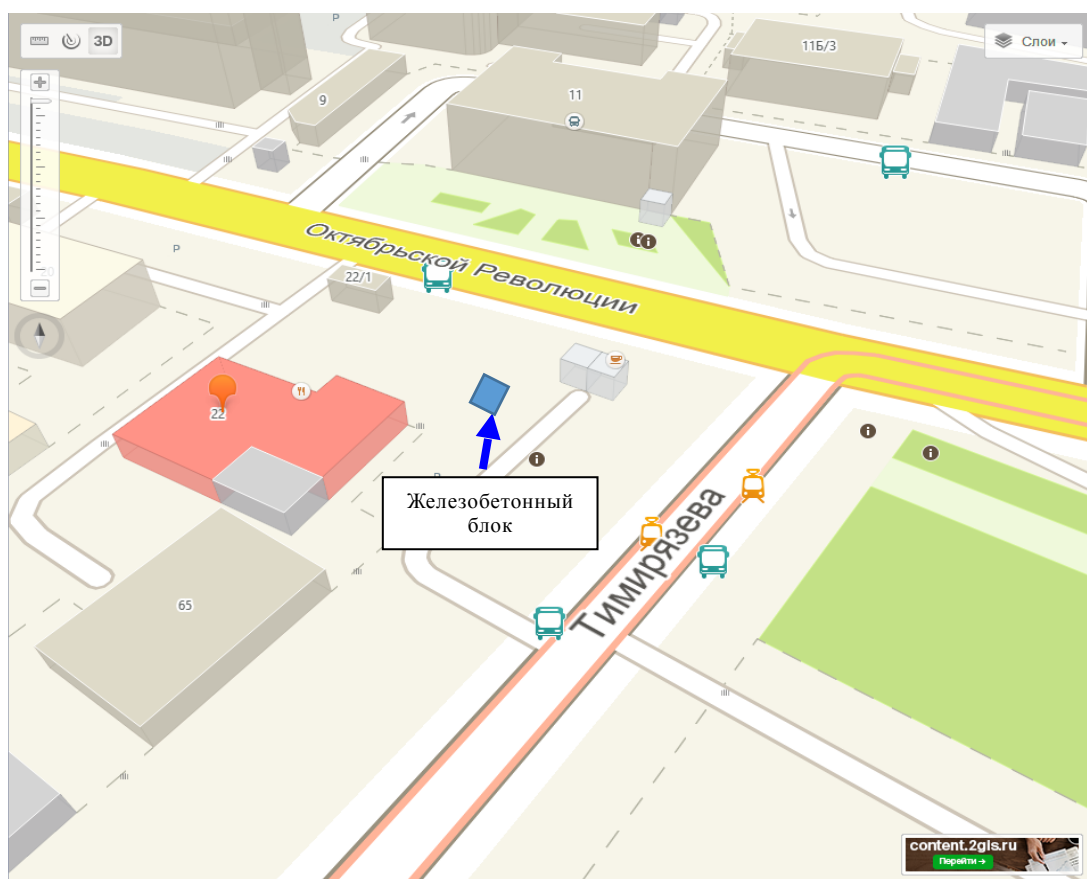 P
3D
Слои
11Б/3
11
9
Октябрьской Революции
P
20
22/1
22
P
Железобетонный
блок
Тимирязева
65
content.2gis.ru
Перейти →